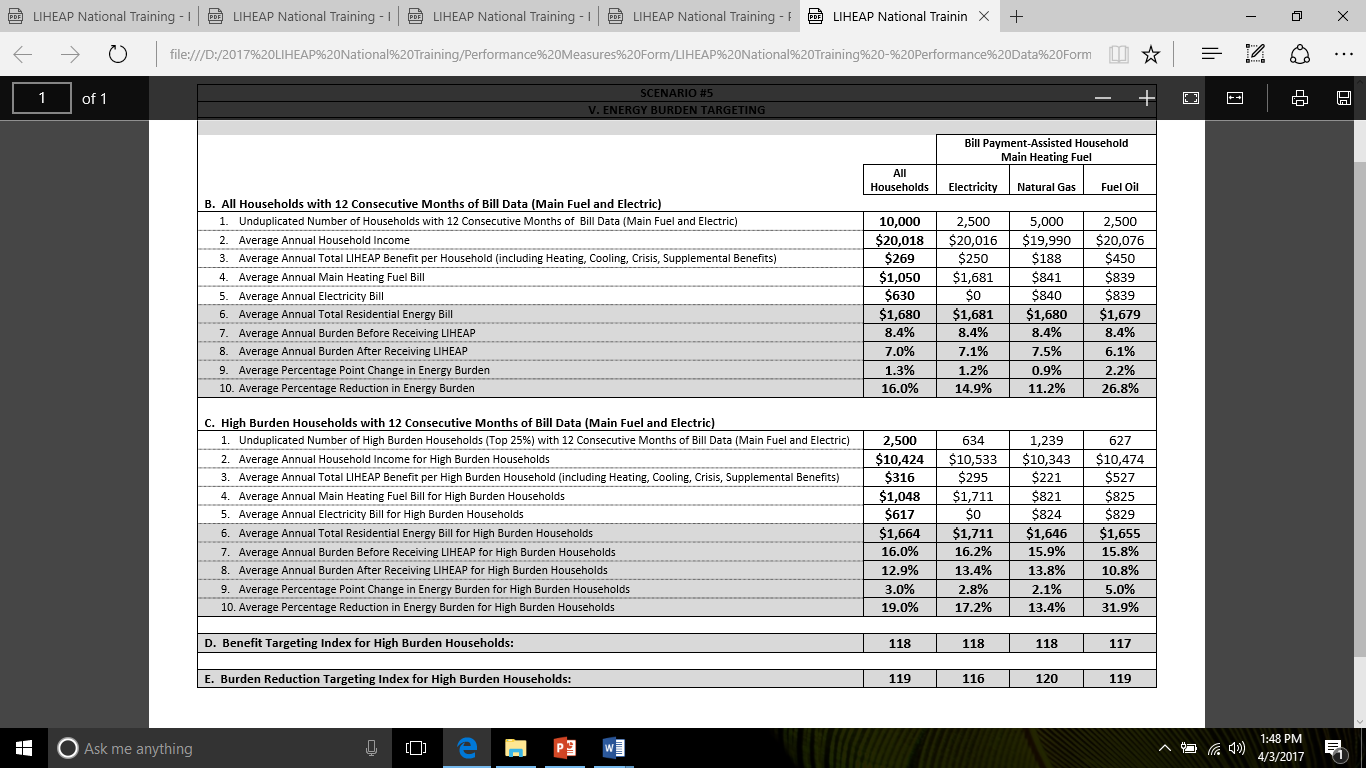 LIHEAP National Training - I
LIHEAP National Training - I
LIHEAP National Training - I
LIHEAP National Training - F
LIHEAP National Trainin
file:///D:/2017%20LIHEAP%20National%20Training/Performance%20Measures%20Form/LIHEAP%20National%20Training%20-%20Performance%20Data%20Form
1 of 1
SCENARIO #5
V. ENERGY BURDEN TARGETING
Bill Payment-Assisted Household
Main Heating Fuel
All
Households Electricity Natural Gas Fuel Oil
B. All Households with 12 Consecutive Months of Bill Data (Main Fuel and Electric)
1. Unduplicated Number of Households with 12 Consecutive Months of Bill Data (Main Fuel and Electric) 10,000 2,500 5,000 2,500
2. Average Annual Household Income $20,018 $20,016 $19,990 $20,076
3. Average Annual Total LIHEAP Benefit per Household (including Heating, Cooling, Crisis, Supplemental Benefits) $269 $250 $188 $450
4. Average Annual Main Heating Fuel Bill $1,050 $1,681 $841 $839
5. Average Annual Electricity Bill $630 $0 $840 $839
6. Average Annual Total Residential Energy Bill $1,680 $1,681 $1,680 $1,679
7. Average Annual Burden Before Receiving LIHEAP 8.4% 8.4% 8.4% 8.4%
8. Average Annual Burden After Receiving LIHEAP 7.0% 7.1% 7.5% 6.1%
9. Average Percentage Point Change in Energy Burden 1.3% 1.2% 0.9% 2.2%
10. Average Percentage Reduction in Energy Burden 16.0% 14.9% 11.2% 26.8%
C. High Burden Households with 12 Consecutive Months of Bill Data (Main Fuel and Electric)
1. Unduplicated Number of High Burden Households (Top 25%) with 12 Consecutive Months of Bill Data (Main Fuel and Electric) 2,500 634 1,239 627
2. Average Annual Household Income for High Burden Households $10,424 $10,533 $10,343 $10,474
3. Average Annual Total LIHEAP Benefit per High Burden Household (including Heating, Cooling, Crisis, Supplemental Benefits) $316 $295 $221 $527
4. Average Annual Main Heating Fuel Bill for High Burden Households $1,048 $1,711 $821 $825
5. Average Annual Electricity Bill for High Burden Households $617 $0 $824 $829
6. Average Annual Total Residential Energy Bill for High Burden Households $1,664 $1,711 $1,646 $1,655
7. Average Annual Burden Before Receiving LIHEAP for High Burden Households 16.0% 16.2% 15.9% 15.8%
8. Average Annual Burden After Receiving LIHEAP for High Burden Households 12.9% 13.4% 13.8% 10.8%
9. Average Percentage Point Change in Energy Burden for High Burden Households 3.0% 2.8% 2.1% 5.0%
10. Average Percentage Reduction in Energy Burden for High Burden Households 19.0% 17.2% 13.4% 31.9%
D. Benefit Targeting Index for High Burden Households: 118 118 118 117
E. Burden Reduction Targeting Index for High Burden Households: 119 116 120 119
Ask me anything
1:48 PM
4/3/2017
1